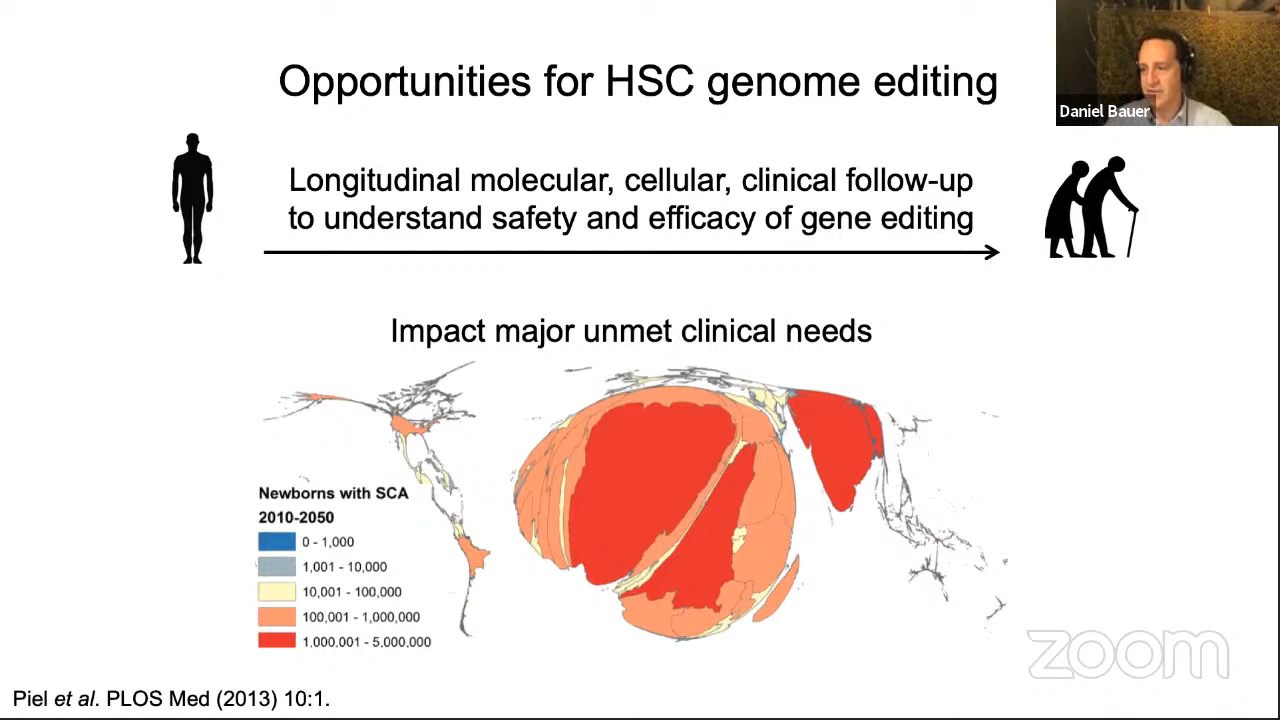 Opportunities for HSC genome editing
Daniel Bauer
Longitudinal molecular, cellular, clinical follow-up
to understand safety and efficacy of gene editing
Impact major unmet clinical needs
Newborns with SCA
2010-2050
0 - 1,000
1,001 - 10,000
10,001 - 100,000
100,001 - 1,000,000
1,000,001 - 5,000,000
zoom
Piel et al. PLOS Med (2013) 10:1.